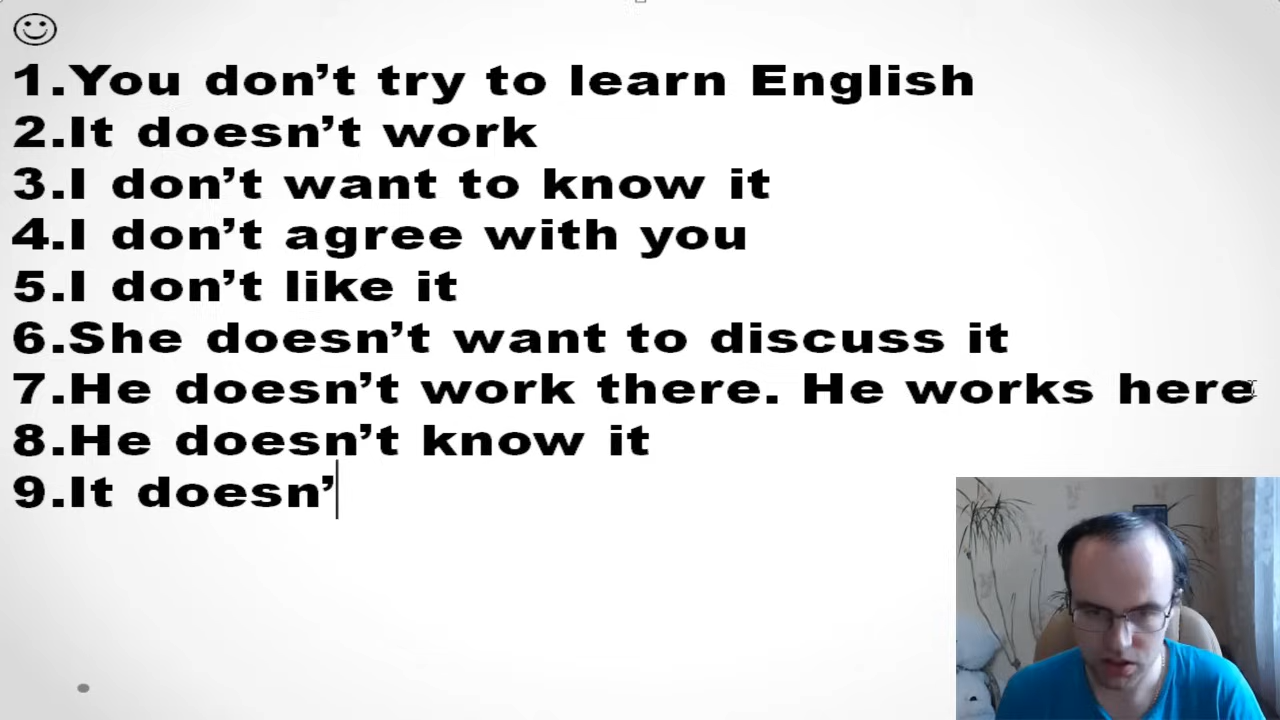 1.You don’t try to learn English
2.It doesn’t work
3.I don’t want to know it
4.I don’t agree with you
5.I don’t like it
6.She doesn’t want to discuss it
7.He doesn’t work there. He works here
8.He doesn’t know it
9.It doesn’